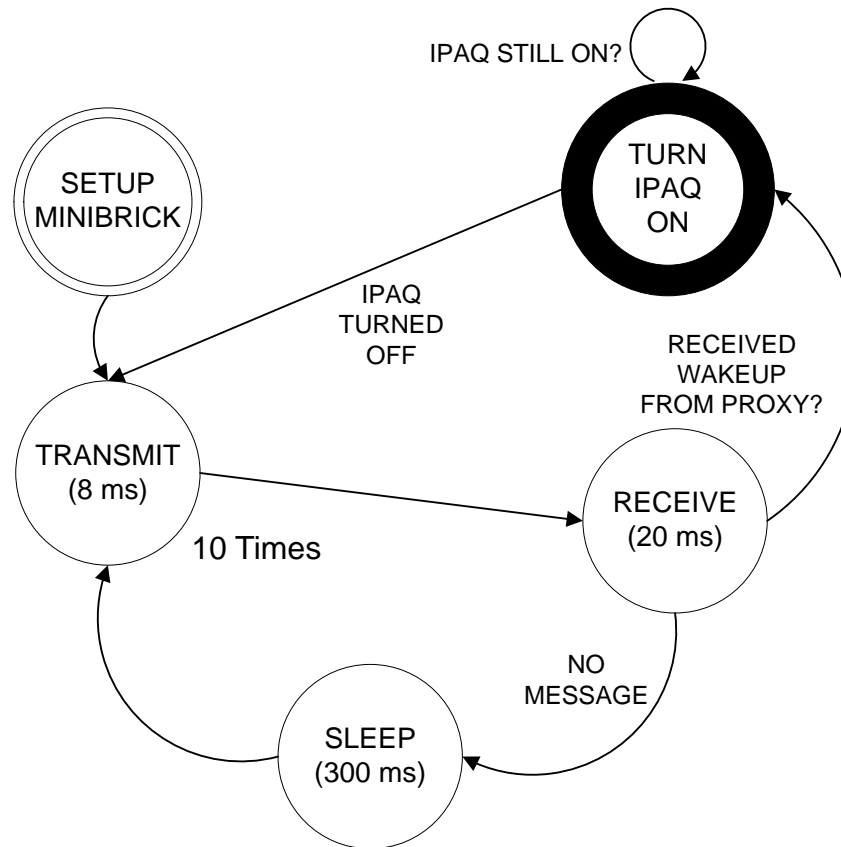 IPAQ STILL ON?
TURN
IPAQ
ON
SETUP
MINIBRICK
IPAQ
TURNED
OFF
RECEIVED
WAKEUP
FROM PROXY?
TRANSMIT
(8 ms)
RECEIVE
(20 ms)
10 Times
NO
MESSAGE
SLEEP
(300 ms)